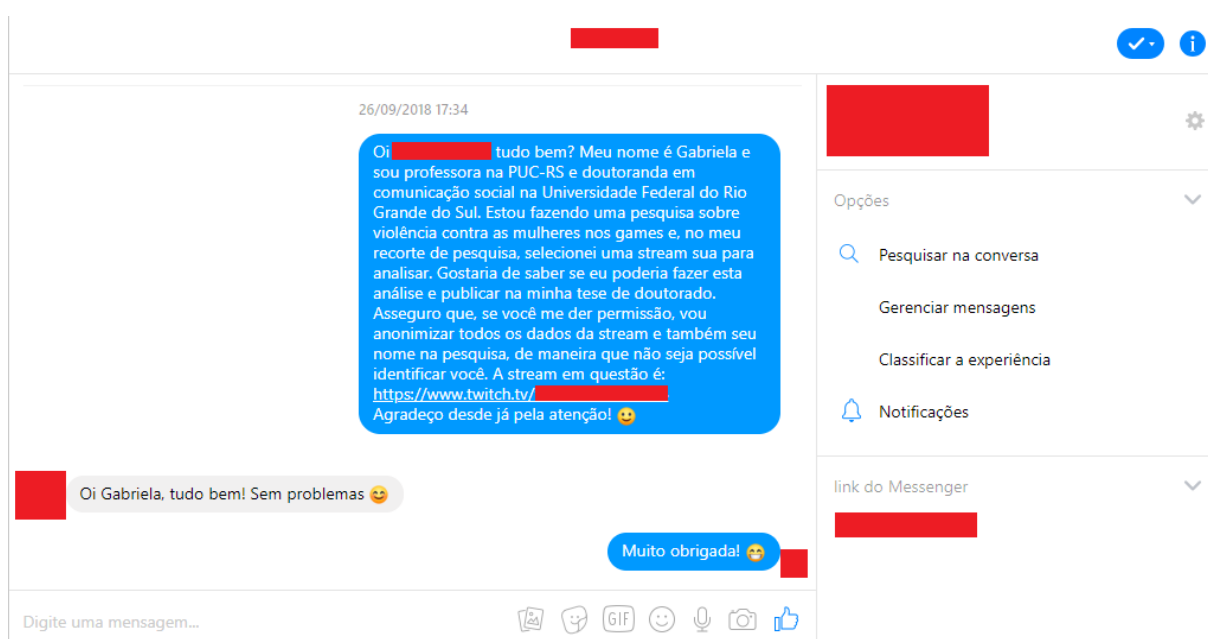 26/09/2018 17:34
Oi tudo bem? Meu nome é Gabriela e
sou professora na PUC-RS e doutoranda em
comunicação social na Universidade Federal do Rio
Grande do Sul. Estou fazendo uma pesquisa sobre
violência contra as mulheres nos games e, no meu
recorte de pesquisa, selecionei uma stream sua para
analisar. Gostaria de saber se eu poderia fazer esta
análise e publicar na minha tese de doutorado.
Asseguro que, se você me der permissão, vou
anonimizar todos os dados da stream e também seu
nome na pesquisa, de maneira que não seja possível
identificar você. A stream em questão é:
https://www.twitch.tv/
Agradeço desde já pela atenção! 🙂
Oi Gabriela, tudo bem! Sem problemas 😊
Muito obrigada! 😁
Digite uma mensagem...
GIF
Opções
Pesquisar na conversa
Gerenciar mensagens
Classificar a experiência
Notificações
link do Messenger